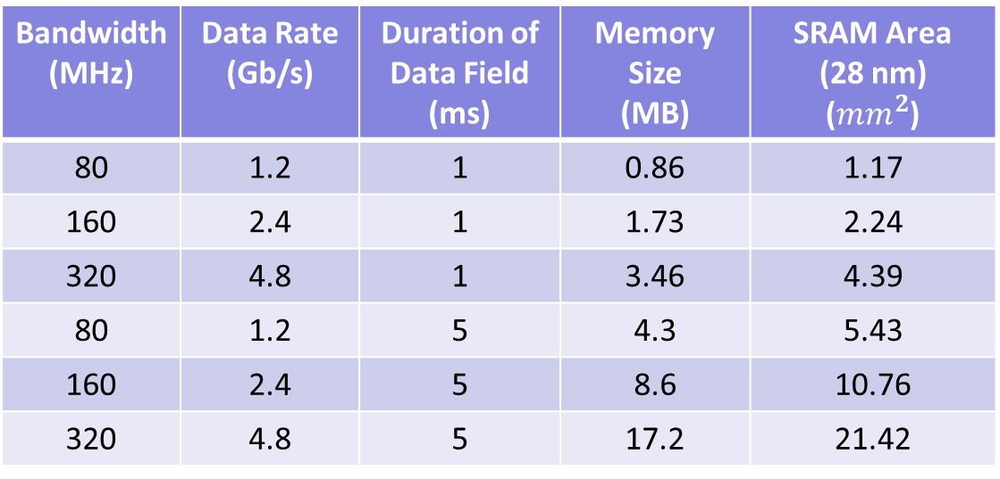 Bandwidth (MHz) Data Rate (Gb/s) Duration of Data Field (ms) Memory Size (MB) SRAM Area (28 nm) (𝑚𝑚²)
80 1.2 1 0.86 1.17
160 2.4 1 1.73 2.24
320 4.8 1 3.46 4.39
80 1.2 5 4.3 5.43
160 2.4 5 8.6 10.76
320 4.8 5 17.2 21.42